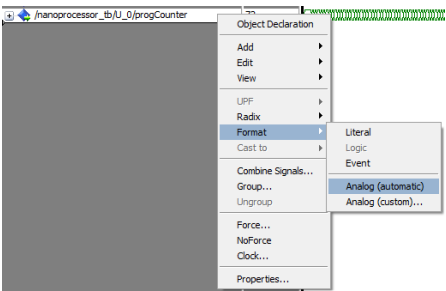 /nanoprocessor_tb/U_0/progCounter
Object Declaration
Add
Edit
View
UPF
Radix
Format
Cast to
Combine Signals...
Group...
Ungroup
Force...
NoForce
Clock...
Properties...
Literal
Logic
Event
Analog (automatic)
Analog (custom)...